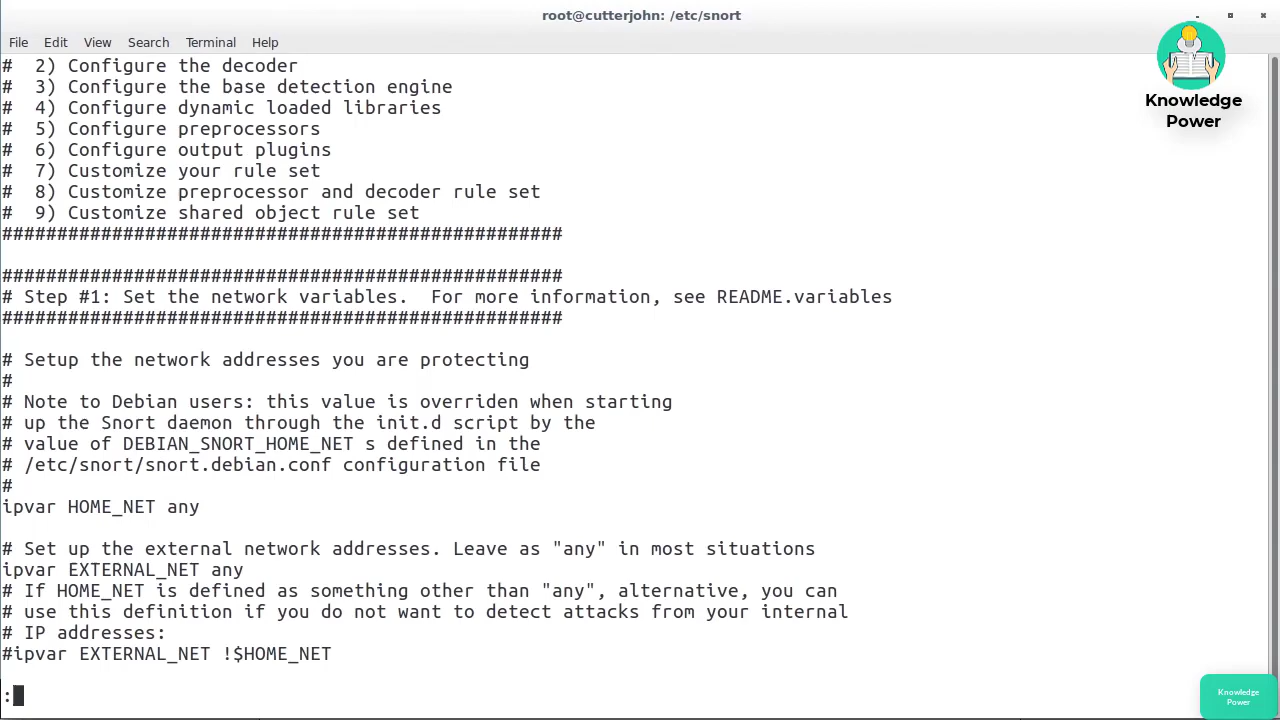 root@cutterjohn: /etc/snort
File Edit View Search Terminal Help
#  2) Configure the decoder
#  3) Configure the base detection engine
#  4) Configure dynamic loaded libraries
#  5) Configure preprocessors
#  6) Configure output plugins
#  7) Customize your rule set
#  8) Customize preprocessor and decoder rule set
#  9) Customize shared object rule set
###################################################
###################################################
# Step #1: Set the network variables.  For more information, see README.variables
###################################################
# Setup the network addresses you are protecting
#
# Note to Debian users: this value is overriden when starting
# up the Snort daemon through the init.d script by the
# value of DEBIAN_SNORT_HOME_NET s defined in the
# /etc/snort/snort.debian.conf configuration file
#
ipvar HOME_NET any
# Set up the external network addresses. Leave as "any" in most situations
ipvar EXTERNAL_NET any
# If HOME_NET is defined as something other than "any", alternative, you can
# use this definition if you do not want to detect attacks from your internal
# IP addresses:
#ipvar EXTERNAL_NET !$HOME_NET
:
Knowledge
Power
Knowledge
Power